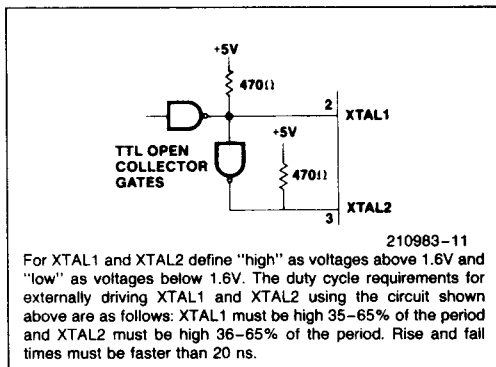 +5V
470Ω
2
XTAL1
+5V
TTL OPEN
COLLECTOR
GATES
470Ω
XTAL2
3
210983-11
For XTAL1 and XTAL2 define "high" as voltages above 1.6V and
"low" as voltages below 1.6V. The duty cycle requirements for
externally driving XTAL1 and XTAL2 using the circuit shown
above are as follows: XTAL1 must be high 35–65% of the period
and XTAL2 must be high 36–65% of the period. Rise and fall
times must be faster than 20 ns.